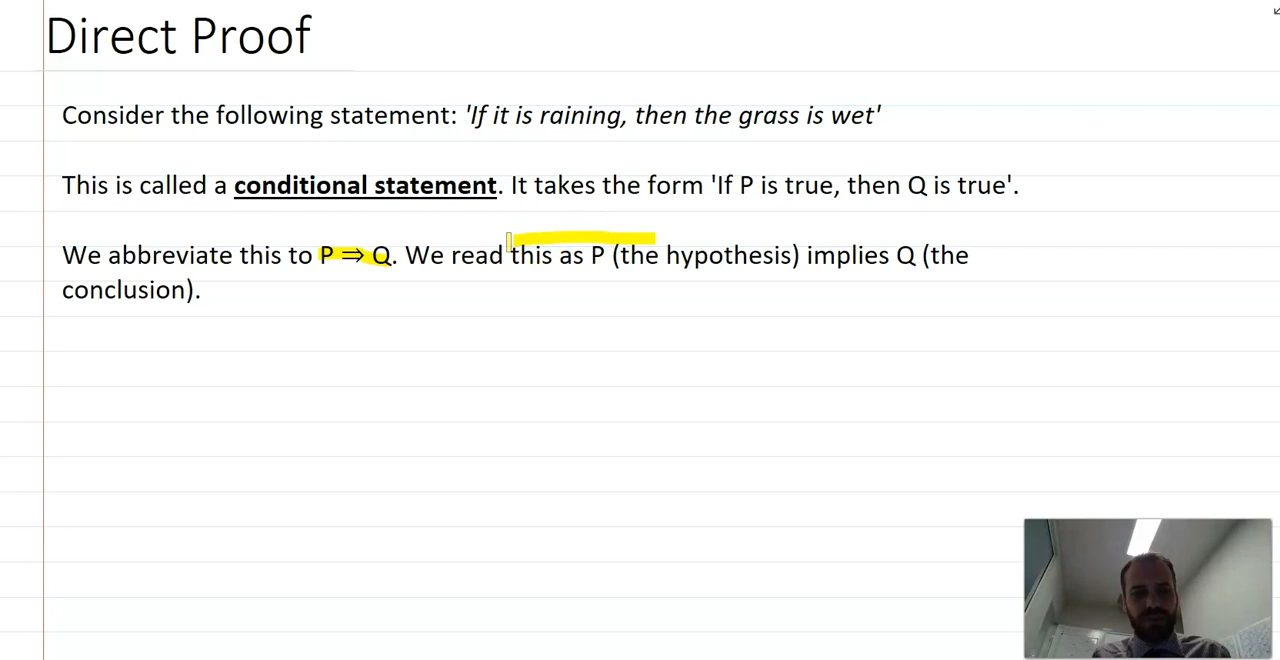 Direct Proof
Consider the following statement: 'If it is raining, then the grass is wet'
This is called a conditional statement. It takes the form 'If P is true, then Q is true'.
We abbreviate this to P ⇒ Q. We read this as P (the hypothesis) implies Q (the
conclusion).